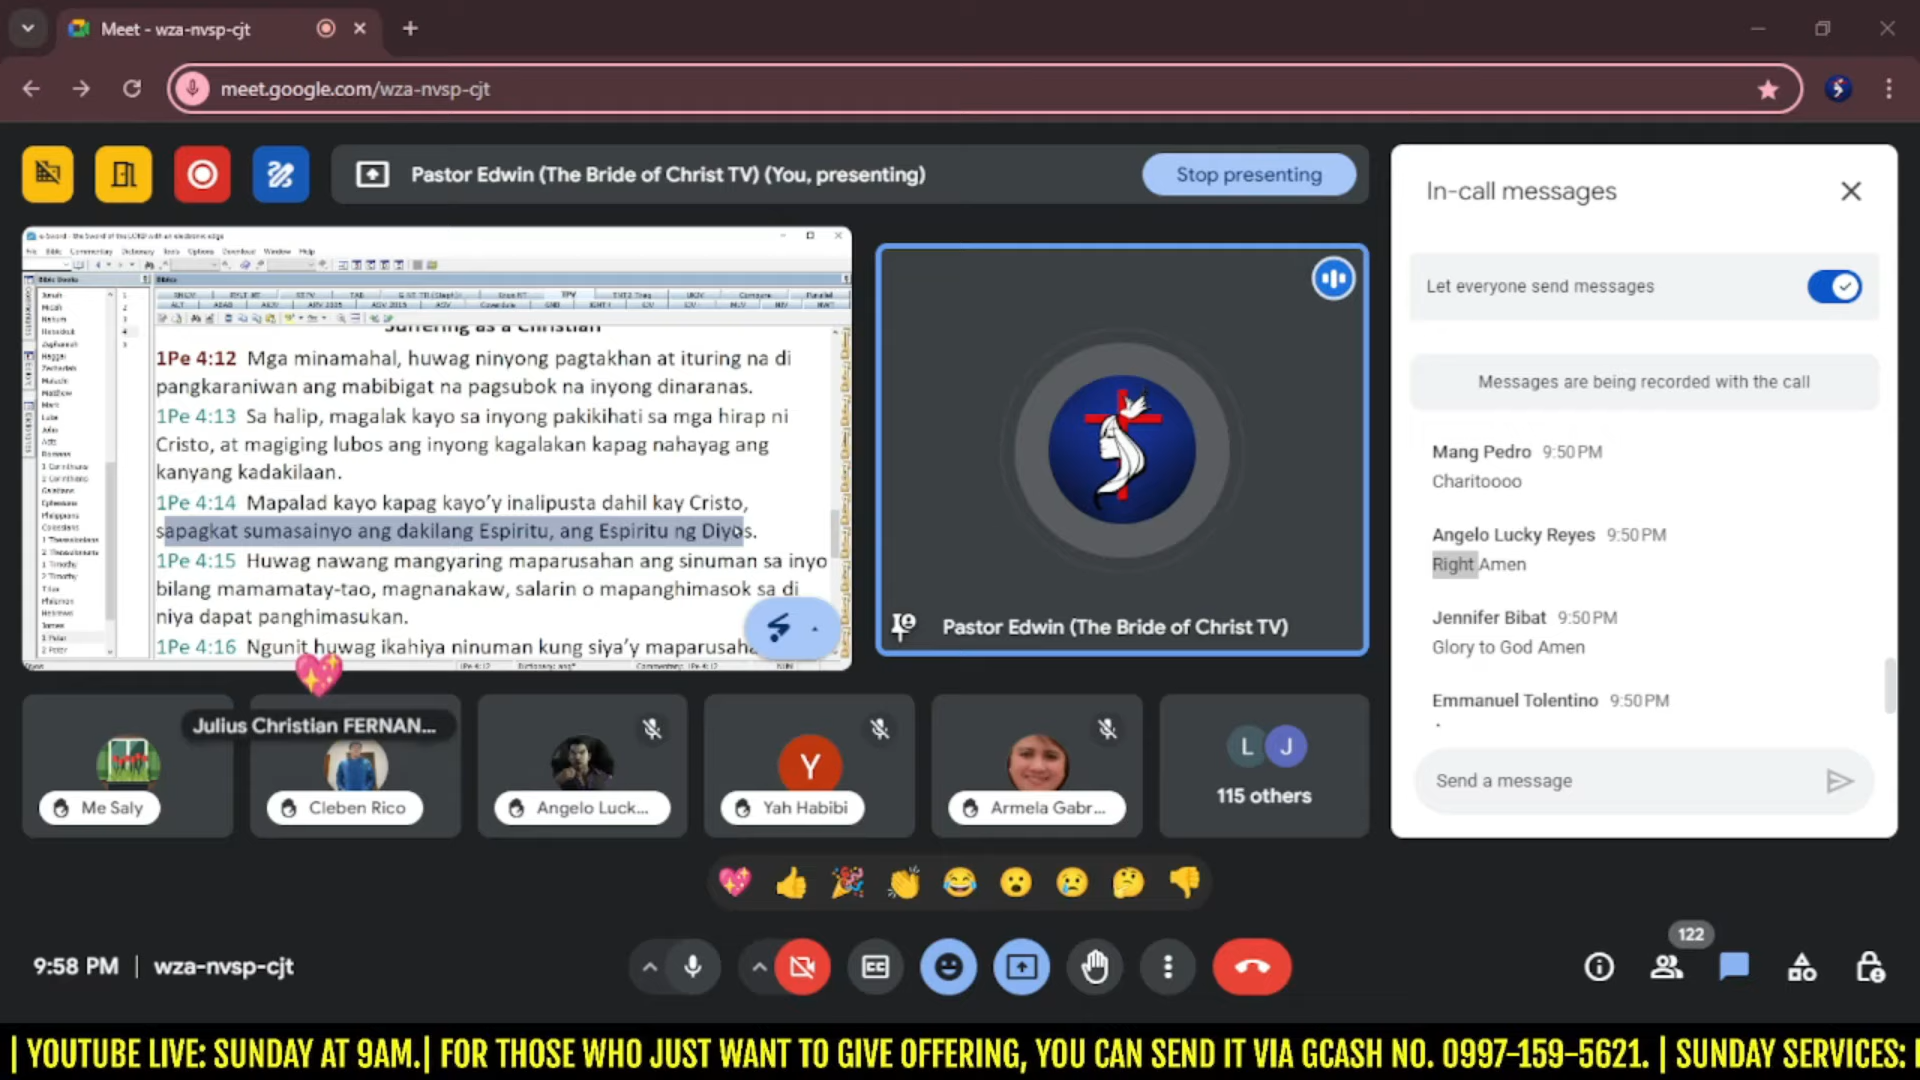 Meet - wza-nvsp-cjt
meet.google.com/wza-nvsp-cjt
Pastor Edwin (The Bride of Christ TV) (You, presenting)
Stop presenting
In-call messages
Let everyone send messages
Messages are being recorded with the call
Mang Pedro 9:50 PM
Charitoooo
Angelo Lucky Reyes 9:50 PM
Right Amen
Jennifer Bibat 9:50 PM
Glory to God Amen
Emmanuel Tolentino 9:50 PM
Send a message
Suffering as a Christian
1Pe 4:12 Mga minamahal, huwag ninyong pagtakhan at ituring na di
pangkaraniwan ang mabibigat na pagsubok na inyong dinaranas.
1Pe 4:13 Sa halip, magalak kayo sa inyong pakikihati sa mga hirap ni
Cristo, at magiging lubos ang inyong kagalakan kapag nahayag ang
kanyang kadakilaan.
1Pe 4:14 Mapalad kayo kapag kayo’y inalipusta dahil kay Cristo,
sapagkat sumasainyo ang dakilang Espiritu, ang Espiritu ng Diyos.
1Pe 4:15 Huwag nawang mangyaring maparusahan ang sinuman sa inyo
bilang mamamatay-tao, magnanakaw, salarin o mapanghimasok sa di
niya dapat panghimasukan.
1Pe 4:16 Ngunit huwag ikahiya ninuman kung siya’y maparusaha
Pastor Edwin (The Bride of Christ TV)
Julius Christian FERNAN...
Me Saly
Cleben Rico
Angelo Luck...
Y
Yah Habibi
Armela Gabr...
L J
115 others
9:58 PM | wza-nvsp-cjt
122
| YOUTUBE LIVE: SUNDAY AT 9AM.| FOR THOSE WHO JUST WANT TO GIVE OFFERING, YOU CAN SEND IT VIA GCASH NO. 0997-159-5621. | SUNDAY SERVICES: